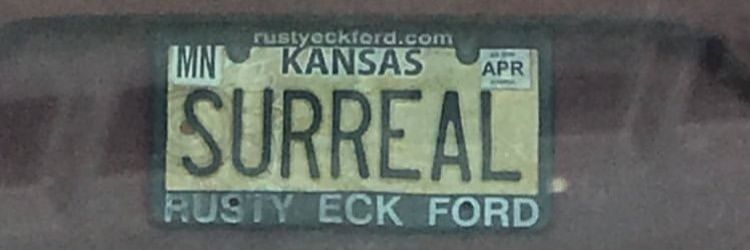 rustyeckford.com
MN KANSAS APR
SURREAL
RUSTY ECK FORD